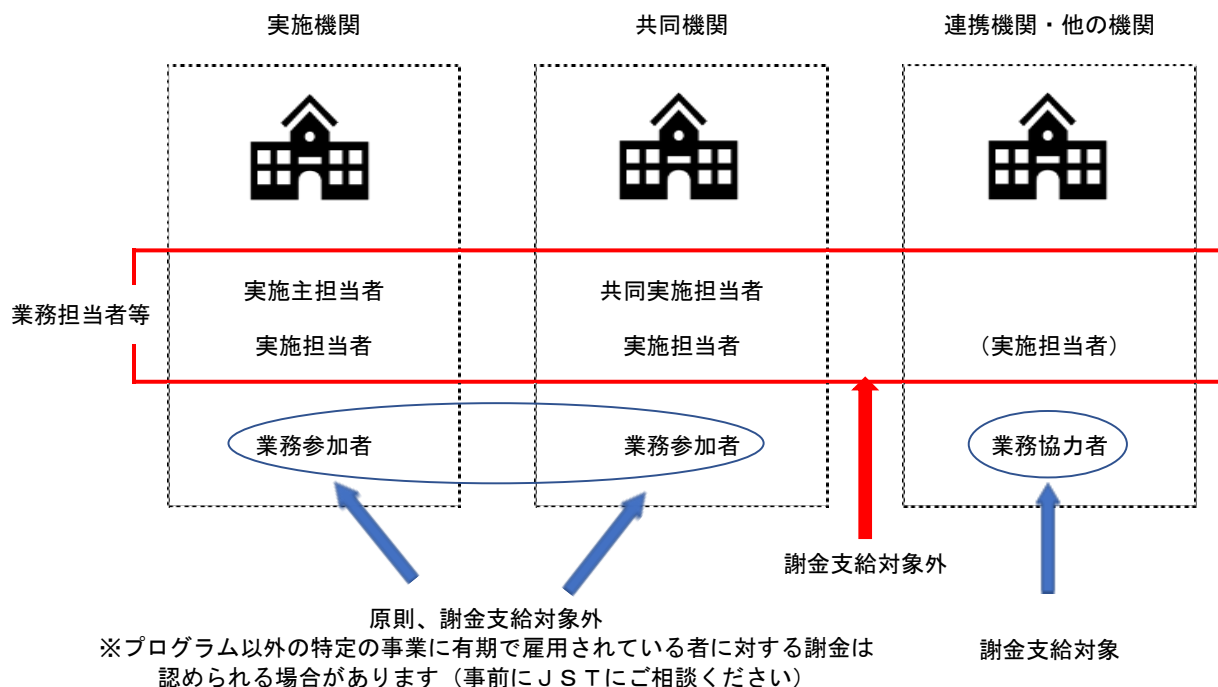 実施機関
共同機関
連携機関・他の機関
業務担当者等
実施主担当者
共同実施担当者
実施担当者
実施担当者
（実施担当者）
業務参加者
業務参加者
業務協力者
謝金支給対象外
原則、謝金支給対象外
※プログラム以外の特定の事業に有期で雇用されている者に対する謝金は
認められる場合があります（事前にＪＳＴにご相談ください）
謝金支給対象